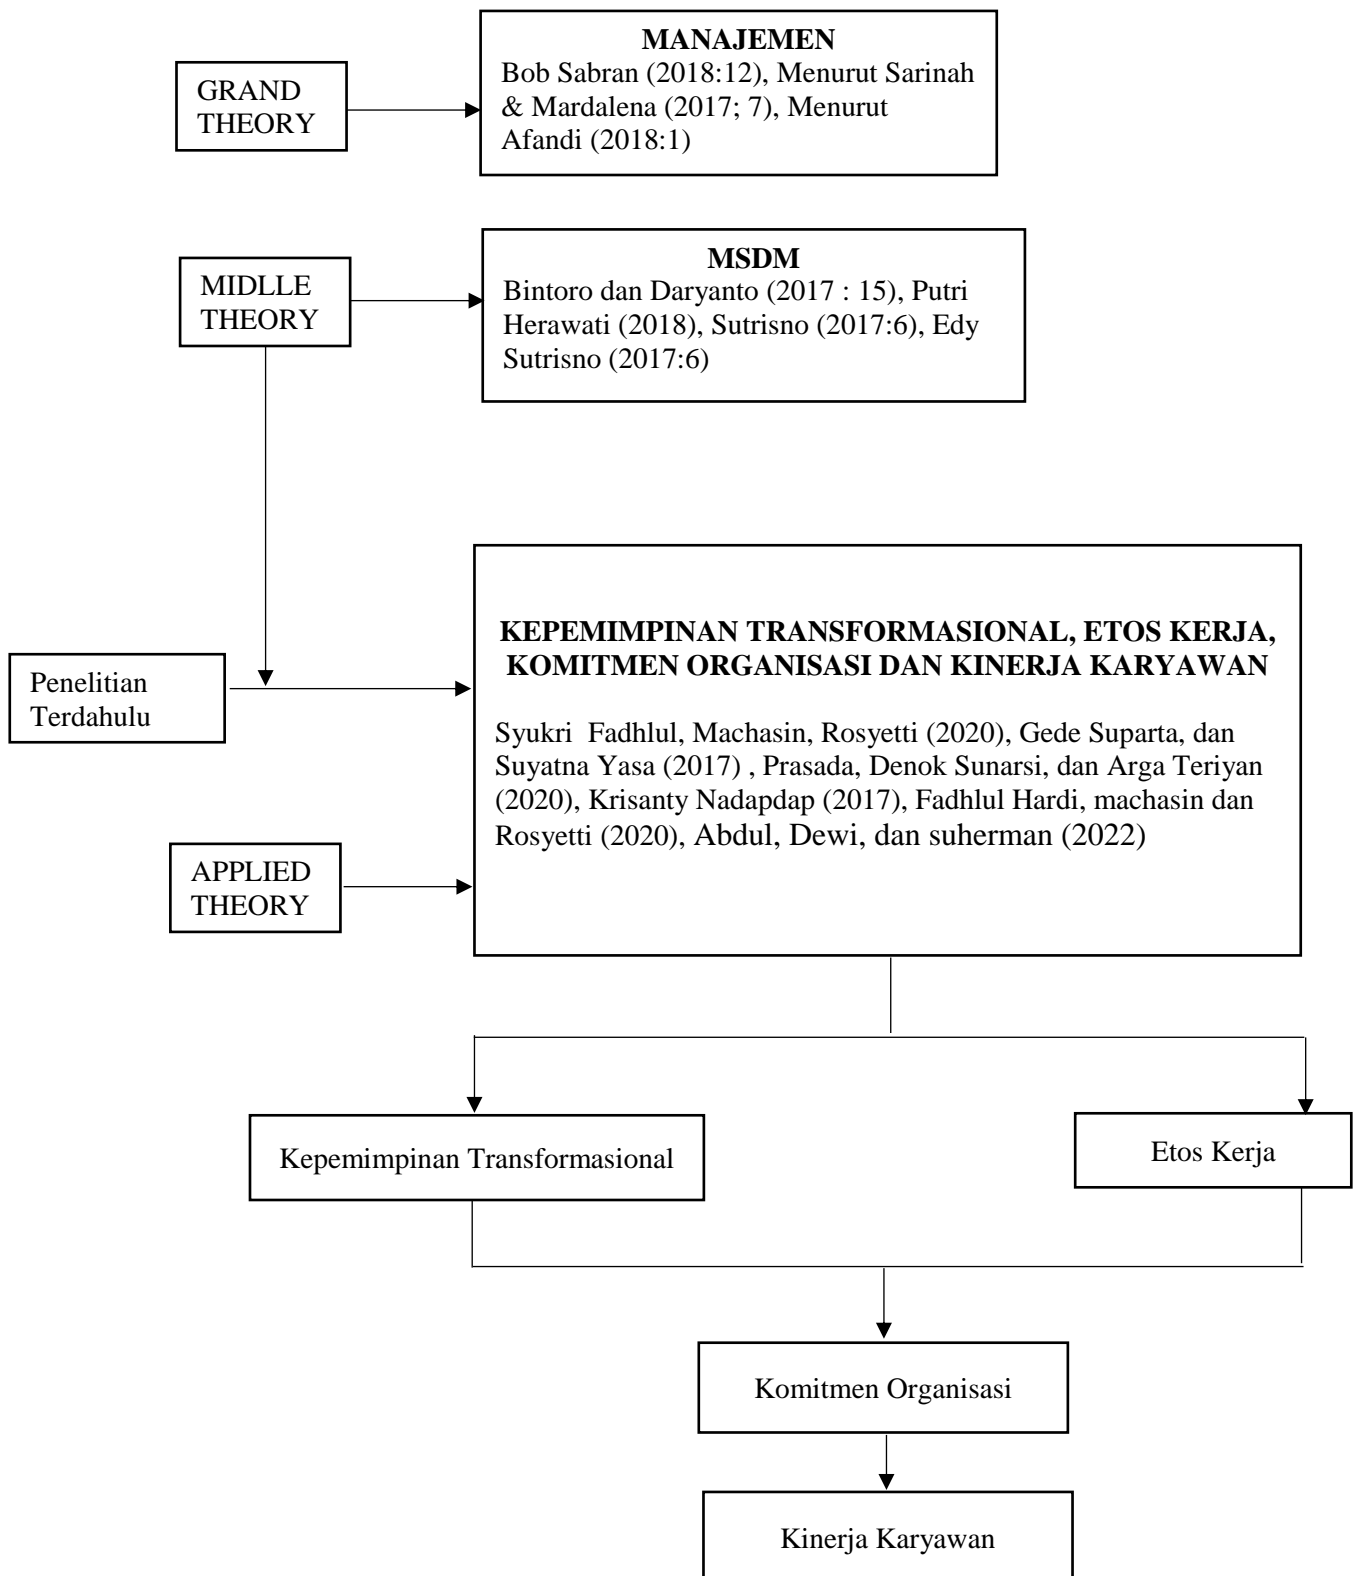 GRAND
THEORY
MANAJEMEN
Bob Sabran (2018:12), Menurut Sarinah
& Mardalena (2017; 7), Menurut
Afandi (2018:1)
MIDLLE
THEORY
MSDM
Bintoro dan Daryanto (2017 : 15), Putri
Herawati (2018), Sutrisno (2017:6), Edy
Sutrisno (2017:6)
Penelitian
Terdahulu
KEPEMIMPINAN TRANSFORMASIONAL, ETOS KERJA,
KOMITMEN ORGANISASI DAN KINERJA KARYAWAN
Syukri  Fadhlul, Machasin, Rosyetti (2020), Gede Suparta, dan
Suyatna Yasa (2017) , Prasada, Denok Sunarsi, dan Arga Teriyan
(2020), Krisanty Nadapdap (2017), Fadhlul Hardi, machasin dan
Rosyetti (2020), Abdul, Dewi, dan suherman (2022)
APPLIED
THEORY
Kepemimpinan Transformasional
Etos Kerja
Komitmen Organisasi
Kinerja Karyawan